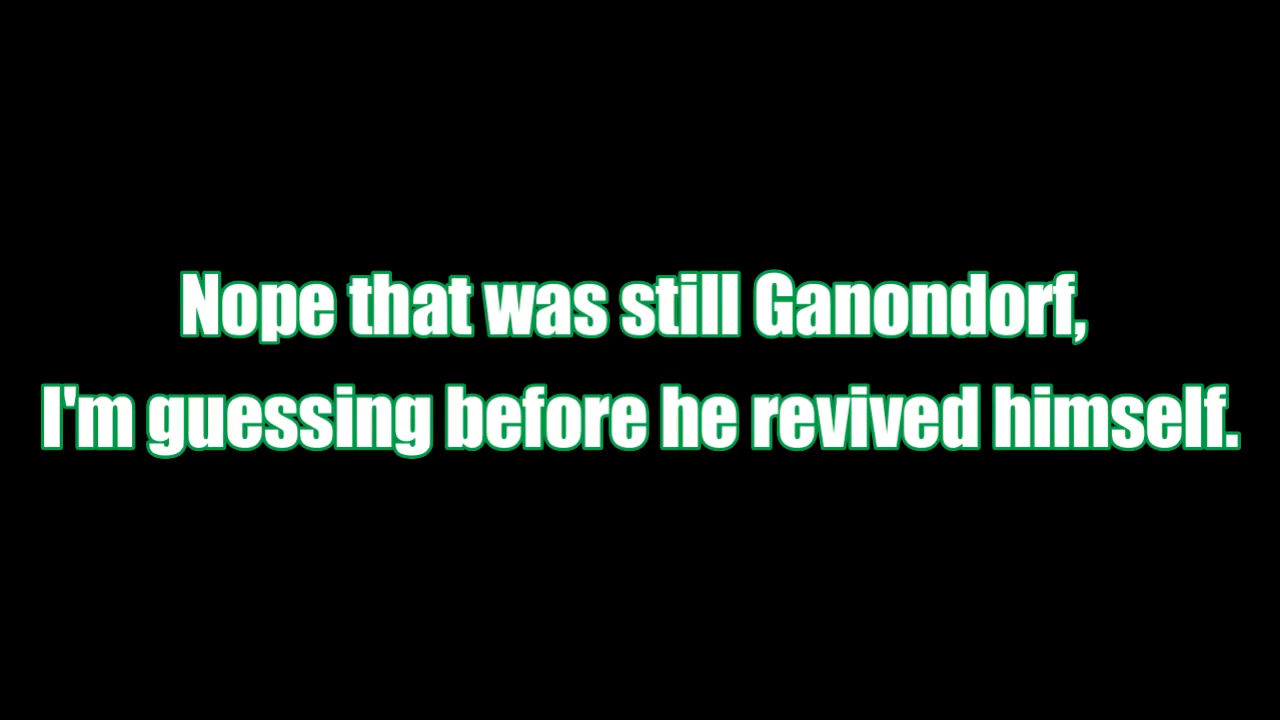 Nope that was still Ganondorf,
I'm guessing before he revived himself.